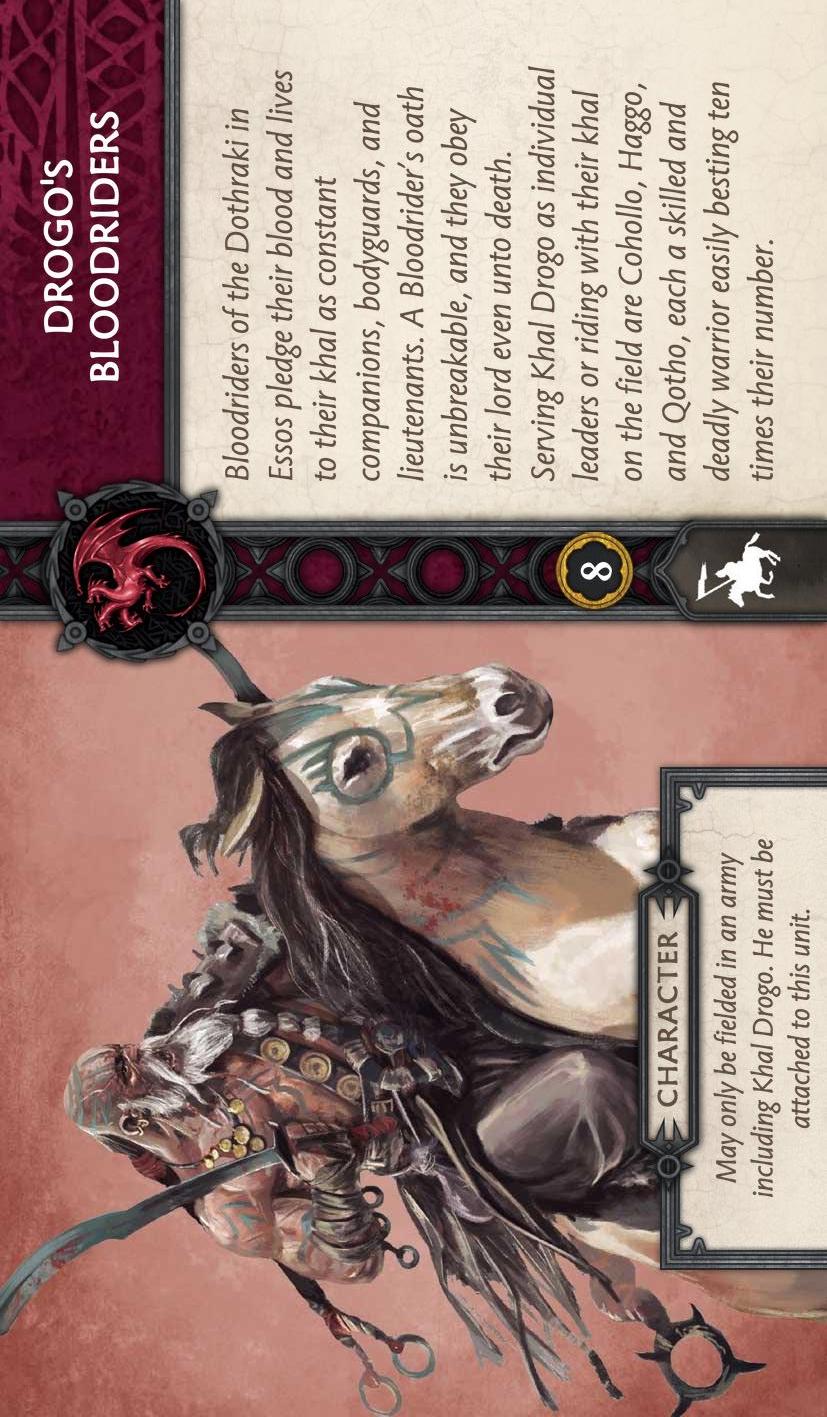 DROGO'S
BLOODRIDERS
Bloodriders of the Dothraki in
Essos pledge their blood and lives
to their khal as constant
companions, bodyguards, and
lieutenants. A Bloodrider's oath
is unbreakable, and they obey
their lord even unto death.
Serving Khal Drogo as individual
leaders or riding with their khal
on the field are Cohollo, Haggo,
and Qotho, each a skilled and
deadly warrior easily besting ten
times their number.
8
CHARACTER
May only be fielded in an army
including Khal Drogo. He must be
attached to this unit.